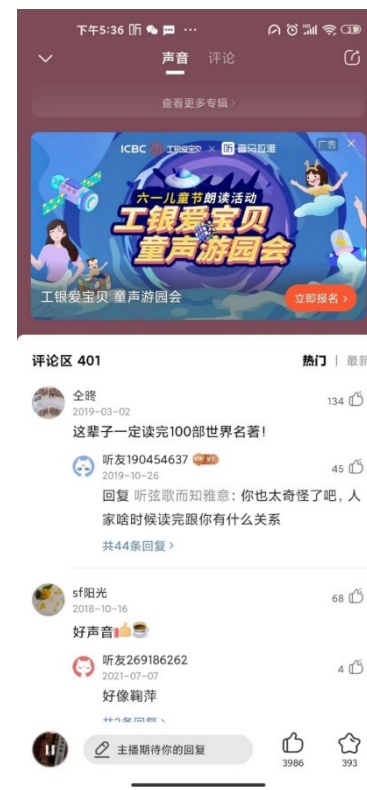 下午5:36
声音 评论
查看更多专辑>
广告 ×
ICBC 工银爱宝贝 × 听 喜马拉雅
六一儿童节朗读活动
工银爱宝贝
童声游园会
工银爱宝贝 童声游园会
立即报名 >
评论区 401
热门 | 最新
仝昸
134
2019-03-02
这辈子一定读完100部世界名著!
听友190454637
45
2019-10-26
回复 听弦歌而知雅意: 你也太奇怪了吧, 人
家啥时候读完跟你有什么关系
共44条回复 >
sf阳光
68
2018-10-16
好声音
听友269186262
4
2021-07-07
好像鞠萍
共2条回复 >
主播期待你的回复
3986
393